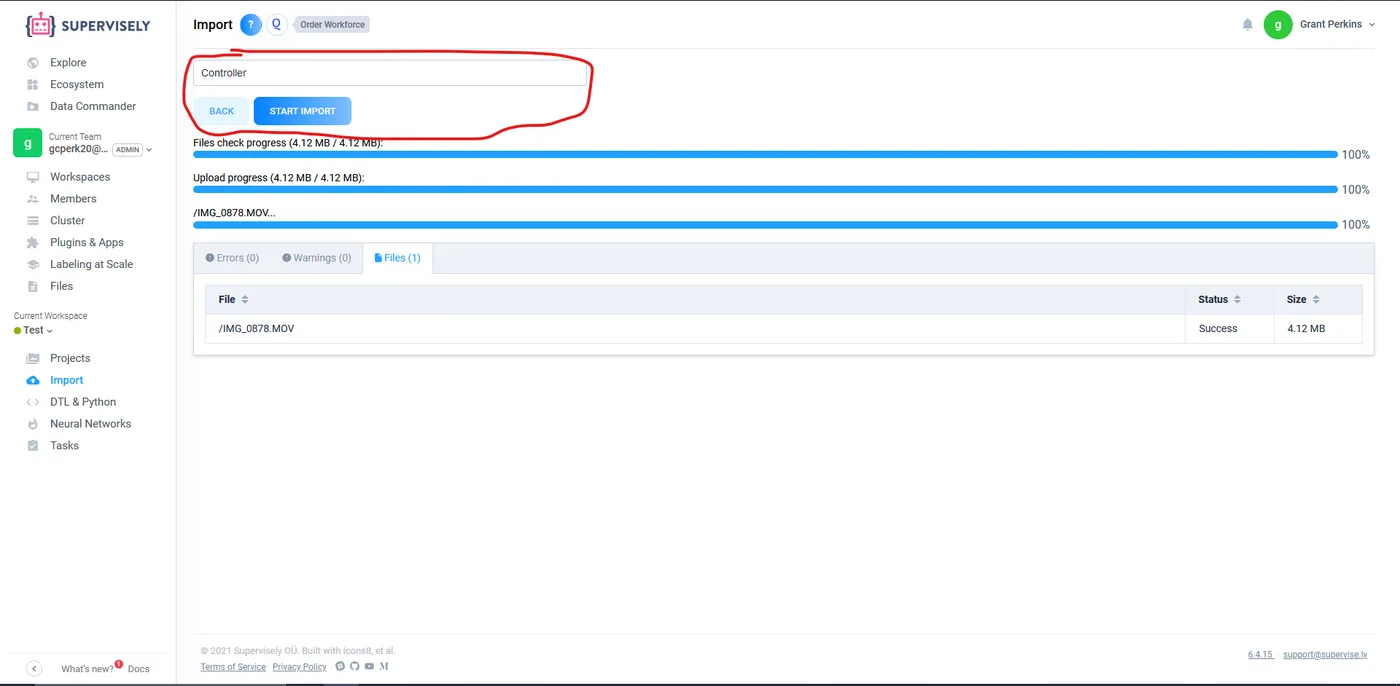 SUPERVISELY
Import ? Q Order Workforce
g Grant Perkins
Explore
Ecosystem
Data Commander
g Current Team
gcperk20@... ADMIN
Workspaces
Members
Cluster
Plugins & Apps
Labeling at Scale
Files
Current Workspace
Test
Projects
Import
DTL & Python
Neural Networks
Tasks
What's new? 1 Docs
Controller
BACK START IMPORT
Files check progress (4.12 MB / 4.12 MB):
100%
Upload progress (4.12 MB / 4.12 MB):
100%
/IMG_0878.MOV...
100%
Errors (0) Warnings (0) Files (1)
File Status Size
/IMG_0878.MOV Success 4.12 MB
© 2021 Supervisely OÜ. Built with icons8, et al.
Terms of Service · Privacy Policy
6.4.15 · support@supervise.ly